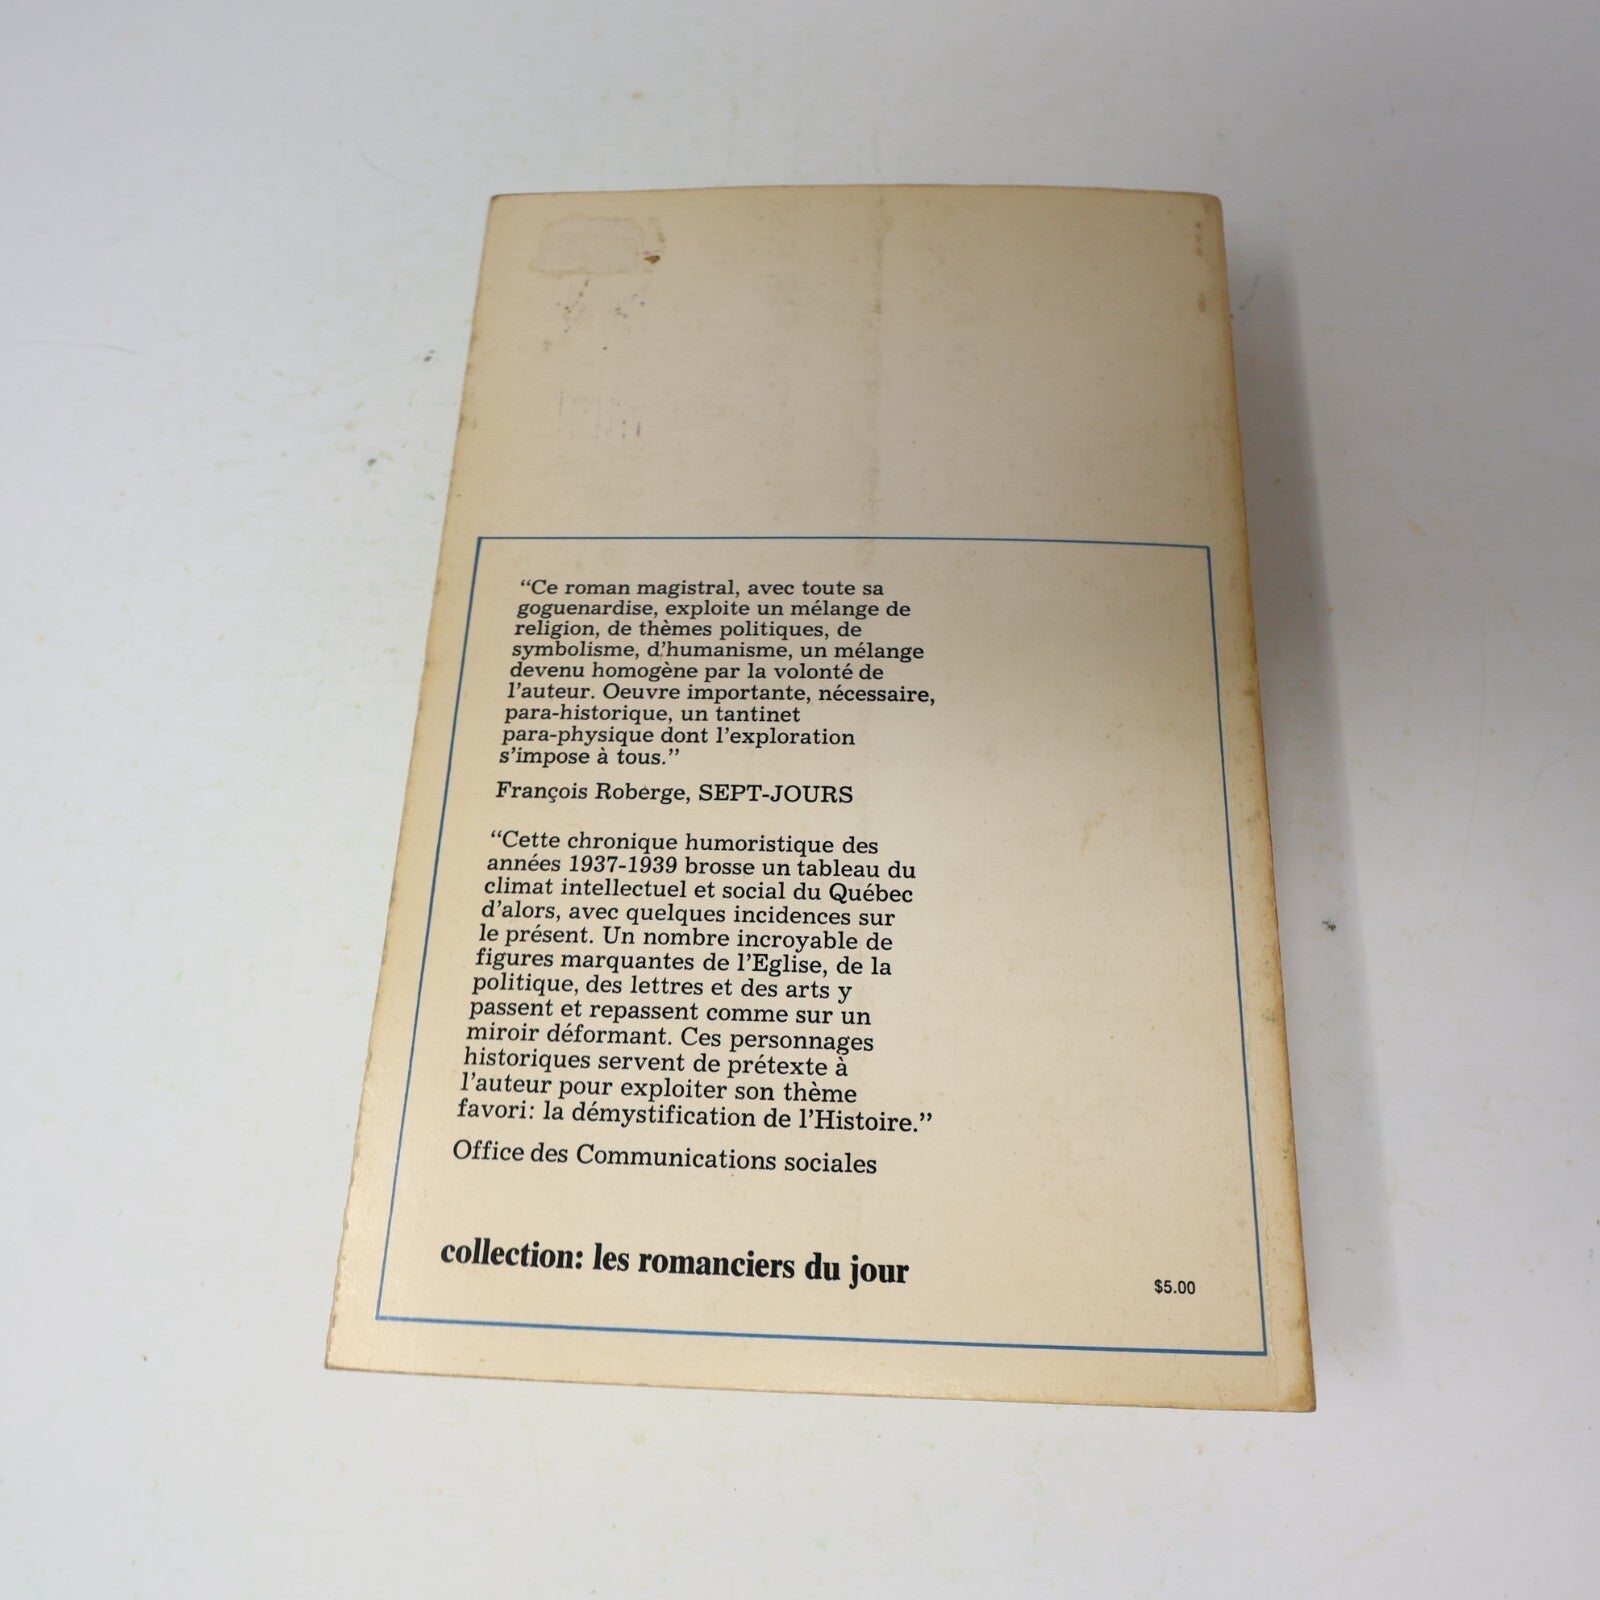 “Ce roman magistral, avec toute sa
goguenardise, exploite un mélange de
religion, de thèmes politiques, de
symbolisme, d’humanisme, un mélange
devenu homogène par la volonté de
l’auteur. Oeuvre importante, nécessaire,
para-historique, un tantinet
para-physique dont l’exploration
s’impose à tous.”
François Roberge, SEPT-JOURS
“Cette chronique humoristique des
années 1937-1939 brosse un tableau du
climat intellectuel et social du Québec
d’alors, avec quelques incidences sur
le présent. Un nombre incroyable de
figures marquantes de l’Eglise, de la
politique, des lettres et des arts y
passent et repassent comme sur un
miroir déformant. Ces personnages
historiques servent de prétexte à
l’auteur pour exploiter son thème
favori: la démystification de l’Histoire.”
Office des Communications sociales
collection: les romanciers du jour
$5.00